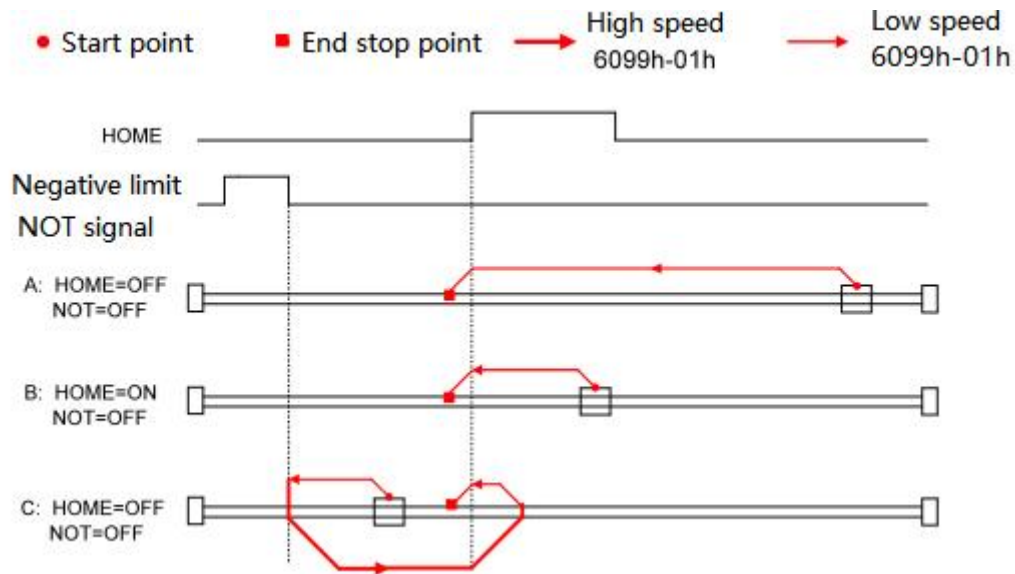 Start point
End stop point
High speed
6099h-01h
Low speed
6099h-01h
HOME
Negative limit
NOT signal
A: HOME=OFF
NOT=OFF
B: HOME=ON
NOT=OFF
C: HOME=OFF
NOT=OFF